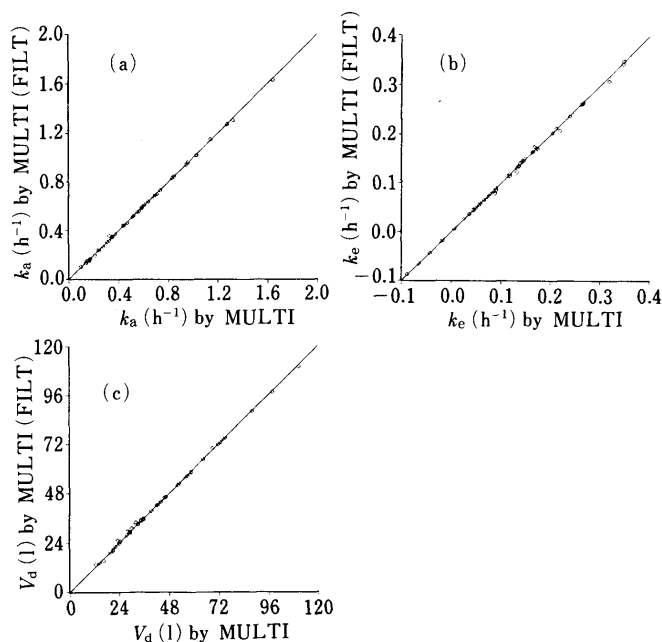 (a)
2.0
1.6
1.2
0.8
0.4
0.0
0.0 0.4 0.8 1.2 1.6 2.0
kₐ (h⁻¹) by MULTI (FILT)
kₐ (h⁻¹) by MULTI
(b)
0.4
0.3
0.2
0.1
0.0
−0.1
−0.1 0.0 0.1 0.2 0.3 0.4
kₑ (h⁻¹) by MULTI (FILT)
kₑ (h⁻¹) by MULTI
(c)
120
96
72
48
24
0
0 24 48 72 96 120
V_d (l) by MULTI (FILT)
V_d (l) by MULTI